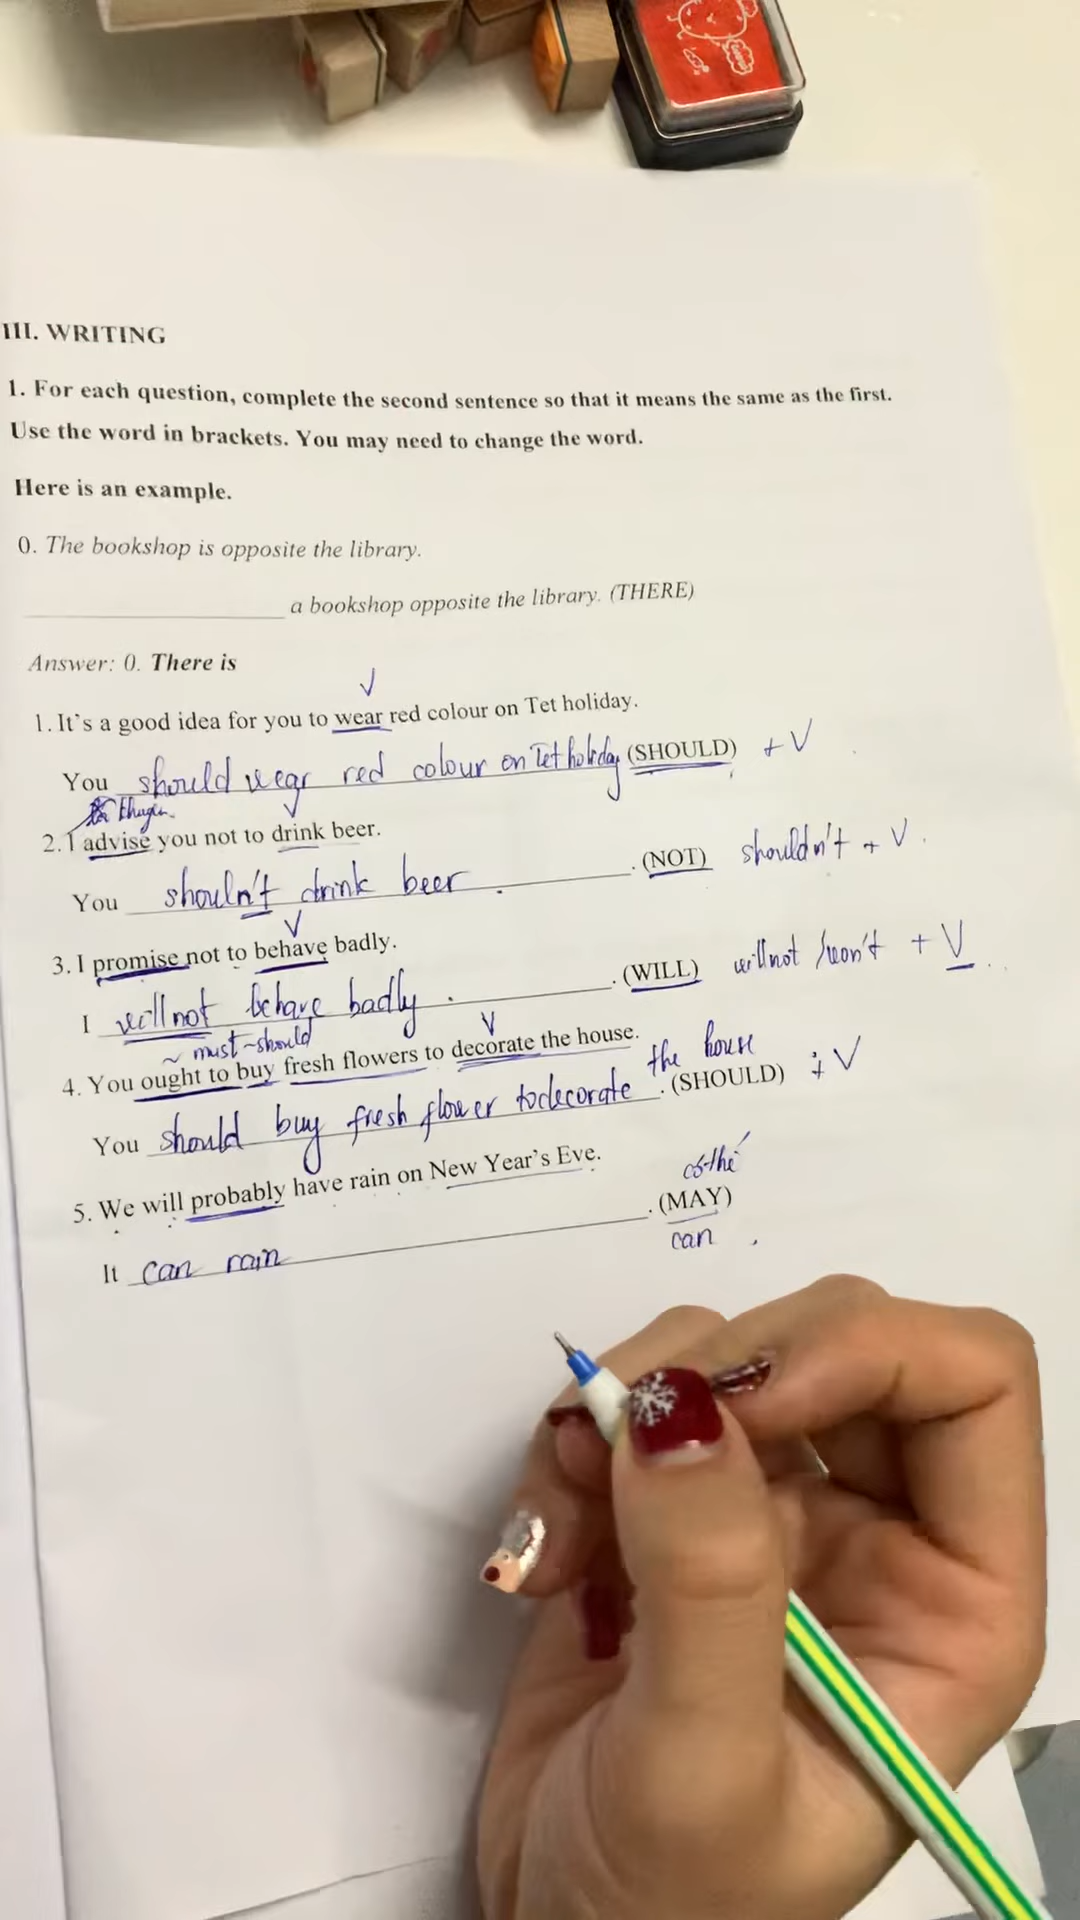 III. WRITING
1. For each question, complete the second sentence so that it means the same as the first.
Use the word in brackets. You may need to change the word.
Here is an example.
0. The bookshop is opposite the library.
____________________ a bookshop opposite the library. (THERE)
Answer: 0. There is
V
1. It's a good idea for you to wear red colour on Tet holiday.
You should wear red colour on Tet holiday (SHOULD) + V
khuyên V
2. I advise you not to drink beer.
You shouln't drink beer . (NOT) shouldn't + V.
V
3. I promise not to behave badly.
I will not behave badly . (WILL) will not / won't + V
~ must ~ should V
4. You ought to buy fresh flowers to decorate the house.
You should buy fresh flower to decorate the house . (SHOULD) + V
5. We will probably have rain on New Year's Eve.
có thể
It can rain . (MAY)
can